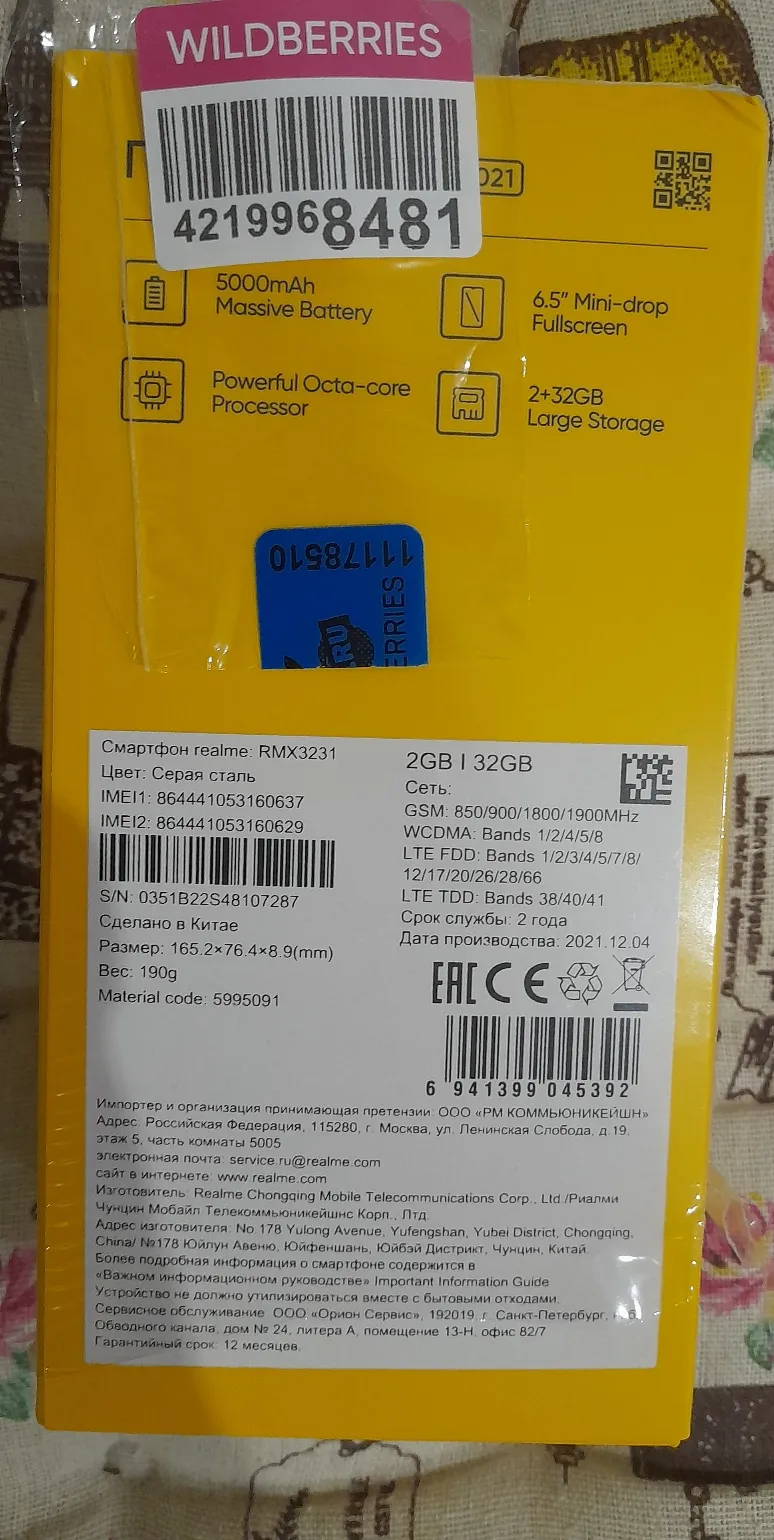 WILDBERRIES
4219968481
021
5000mAh
Massive Battery
6.5″ Mini-drop
Fullscreen
Powerful Octa-core
Processor
2+32GB
Large Storage
11178510
.RU
ERRIES
Смартфон realme: RMX3231
Цвет: Серая сталь
IMEI1: 864441053160637
IMEI2: 864441053160629
S/N: 0351B22S48107287
Сделано в Китае
Размер: 165.2×76.4×8.9(mm)
Вес: 190g
Material code: 5995091
2GB | 32GB
Сеть:
GSM: 850/900/1800/1900MHz
WCDMA: Bands 1/2/4/5/8
LTE FDD: Bands 1/2/3/4/5/7/8/
12/17/20/26/28/66
LTE TDD: Bands 38/40/41
Срок службы: 2 года
Дата производства: 2021.12.04
EAC CE
6 941399 045392
Импортер и организация принимающая претензии: ООО «РМ КОММЬЮНИКЕЙШН»
Адрес: Российская Федерация, 115280, г. Москва, ул. Ленинская Слобода, д.19,
этаж 5, часть комнаты 5005
электронная почта: service.ru@realme.com
сайт в интернете: www.realme.com
Изготовитель: Realme Chongqing Mobile Telecommunications Corp., Ltd./Риалми
Чунцин Мобайл Телекоммьюникейшнс Корп., Лтд.
Адрес изготовителя: No 178 Yulong Avenue, Yufengshan, Yubei District, Chongqing,
China/ №178 Юйлун Авеню, Юйфеншань, Юйбэй Дистрикт, Чунцин, Китай.
Более подробная информация о смартфоне содержится в
«Важном информационном руководстве» Important Information Guide
Устройство не должно утилизироваться вместе с бытовыми отходами.
Сервисное обслуживание: ООО «Орион Сервис», 192019, г. Санкт-Петербург, наб.
Обводного канала, дом № 24, литера А, помещение 13-Н, офис 82/7
Гарантийный срок: 12 месяцев.